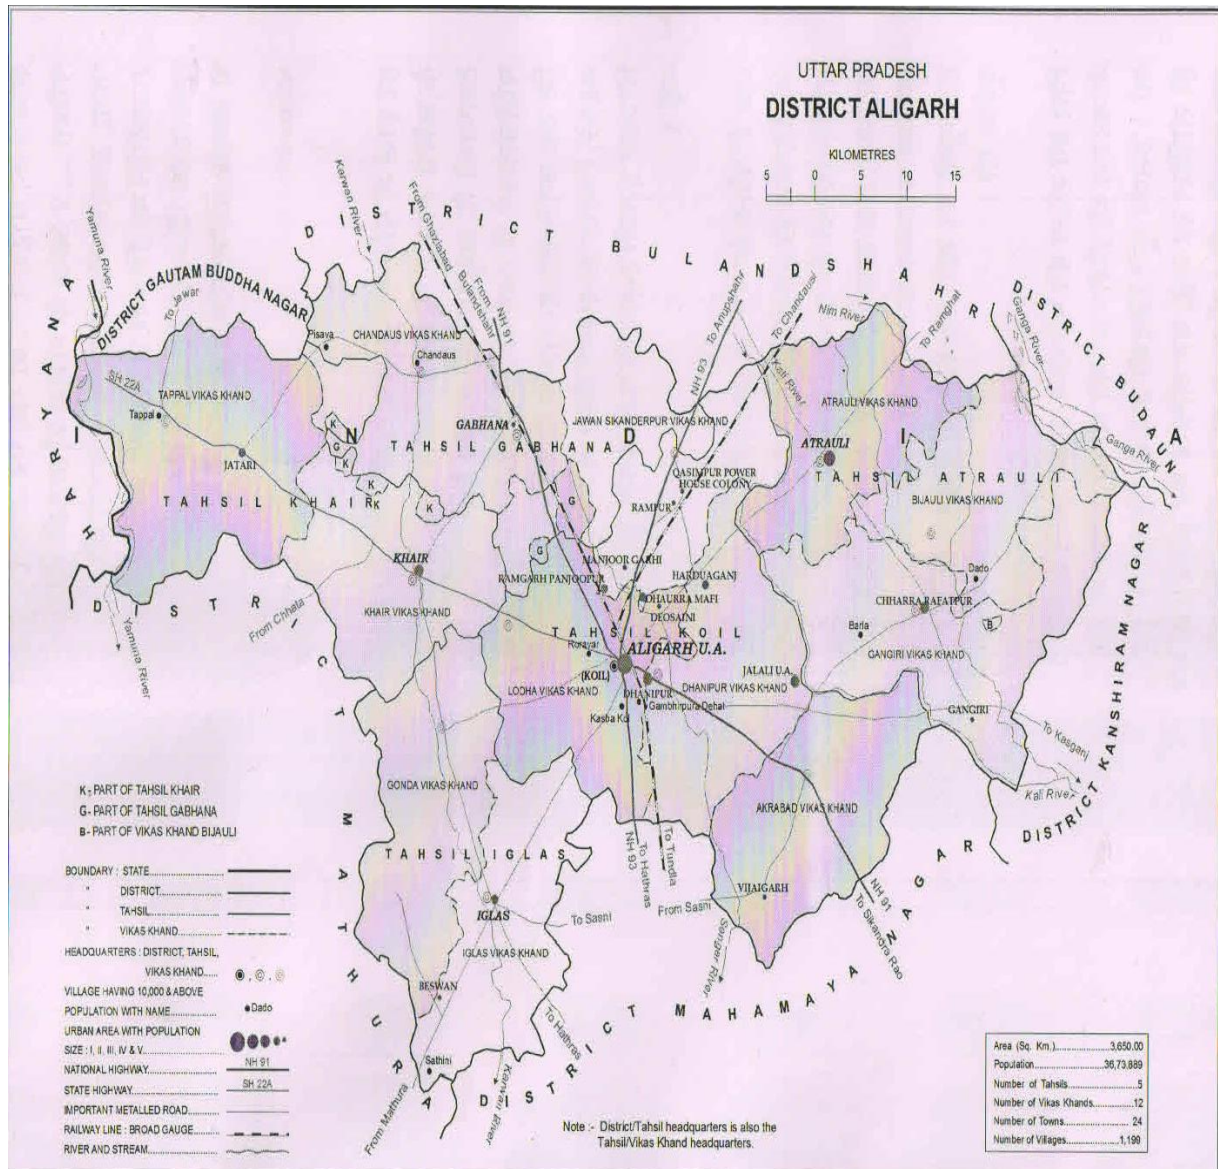 UTTAR PRADESH
DISTRICT ALIGARH
KILOMETRES
5 0 5 10 15
DISTRICT BULANDSHAHR
DISTRICT GAUTAM BUDDHA NAGAR
HARYANA
DISTRICT BUDAUN
DISTRICT KANSHIRAM NAGAR
DISTRICT MAHAMAYA NAGAR
DISTRICT MATHURA
INDIA
Yamuna River
Karwan River
From Ghaziabad
From Bulandshahr
NH 91
To Jewar
To Anupshahr
NH 93
To Chandausi
Nim River
Kali River
To Ramghat
Ganga River
Ganga River
SH 22A
TAPPAL VIKAS KHAND
Tappal
JATARI
TAHSIL KHAIR
Pisava
CHANDAUS VIKAS KHAND
Chandaus
GABHANA
TAHSIL GABHANA
JAWAN SIKANDERPUR VIKAS KHAND
K
G
K
K
K
K
G
G
QASIMPUR POWER
HOUSE COLONY
RAMPUR
ATRAULI VIKAS KHAND
ATRAULI
TAHSIL ATRAULI
BIJAULI VIKAS KHAND
Dado
CHHARRA RAFATPUR
B
Barla
GANGIRI VIKAS KHAND
GANGIRI
To Kasganj
Kali River
KHAIR
KHAIR VIKAS KHAND
From Chhata
Yamuna River
MANJOOR GARHI
RAMGARH PANJOOPUR
HARDUAGANJ
DHAURRA MAFI
DEOSAINI
TAHSIL KOIL
ALIGARH U.A.
(KOIL)
Rorayar
LODHA VIKAS KHAND
DHANIPUR
Gambhirpura Dehat
Kasba Kol
DHANIPUR VIKAS KHAND
JALALI U.A.
GONDA VIKAS KHAND
AKRABAD VIKAS KHAND
VIJAIGARH
NH 93
To Hathras
To Tundla
From Sasni
Sengar River
NH 91
To Sikandra Rao
TAHSIL IGLAS
IGLAS
To Sasni
IGLAS VIKAS KHAND
BESWAN
Sathini
To Hathras
Karwan River
From Mathura
K - PART OF TAHSIL KHAIR
G - PART OF TAHSIL GABHANA
B - PART OF VIKAS KHAND BIJAULI
BOUNDARY : STATE
" DISTRICT
" TAHSIL
" VIKAS KHAND
HEADQUARTERS : DISTRICT, TAHSIL,
VIKAS KHAND
VILLAGE HAVING 10,000 & ABOVE
POPULATION WITH NAME Dado
URBAN AREA WITH POPULATION
SIZE : I, II, III, IV & V
NATIONAL HIGHWAY NH 91
STATE HIGHWAY SH 22A
IMPORTANT METALLED ROAD
RAILWAY LINE : BROAD GAUGE
RIVER AND STREAM
Note :- District/Tahsil headquarters is also the
Tahsil/Vikas Khand headquarters.
Area (Sq. Km.) 3,650.00
Population 36,73,889
Number of Tahsils 5
Number of Vikas Khands 12
Number of Towns 24
Number of Villages 1,199